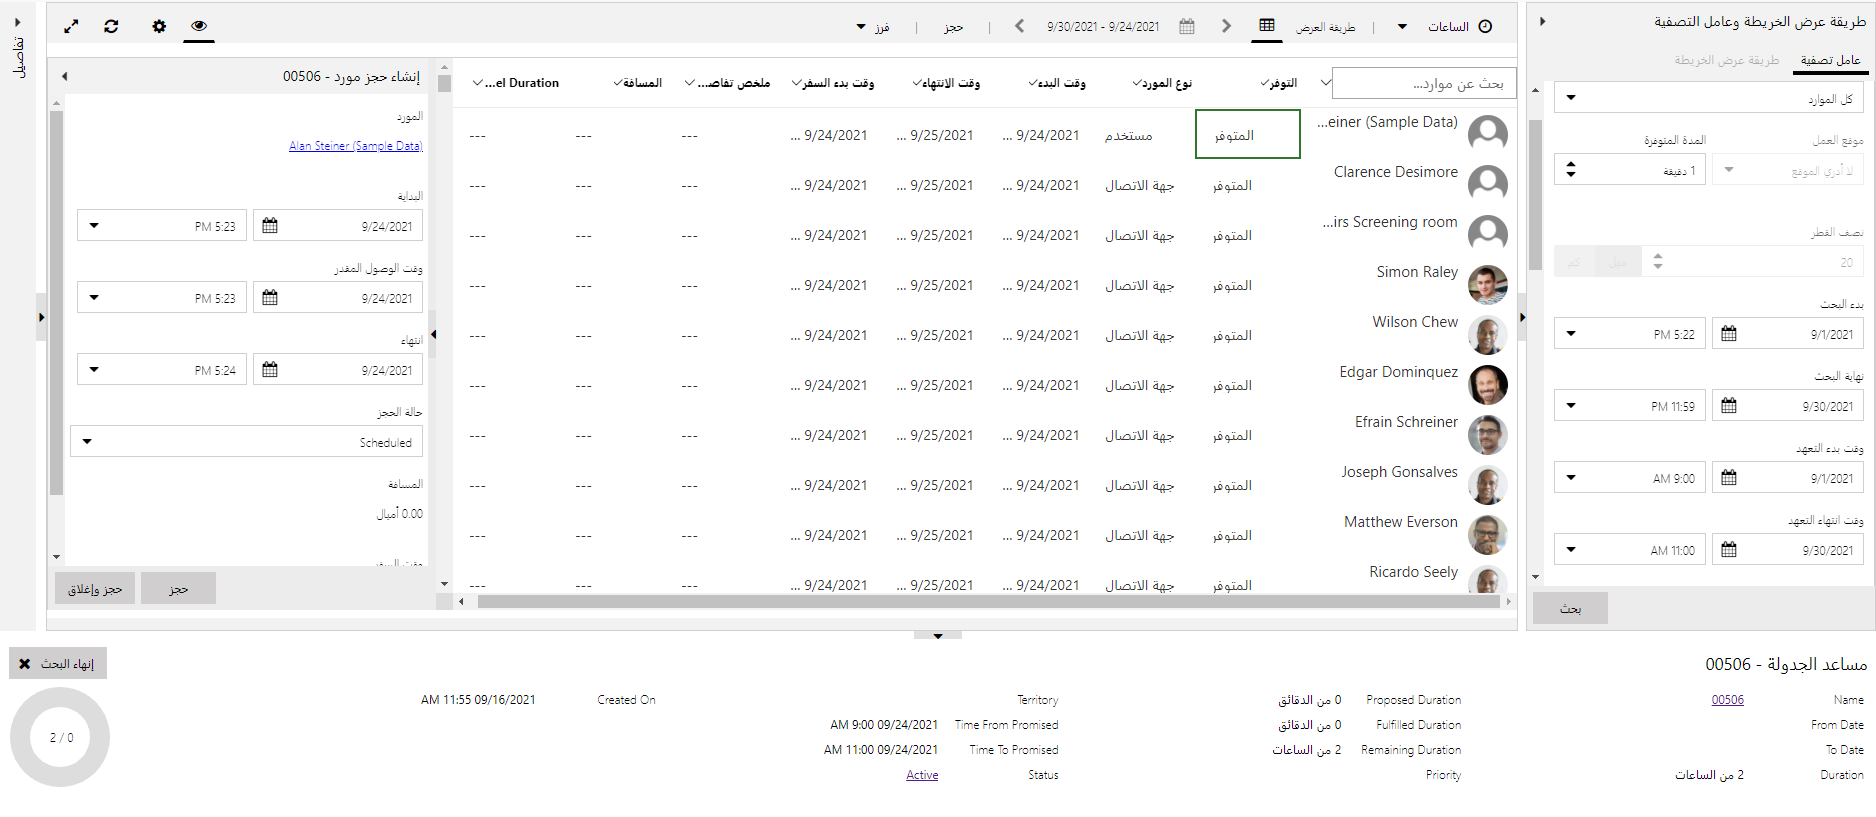 طريقة عرض الخريطة وعامل التصفية
عامل تصفية
طريقة عرض الخريطة
كل الموارد
موقع العمل
المدة المتوفرة
لا أدري الموقع
1 دقيقة
نصف القطر
20
ميل
كم
بدء البحث
9/1/2021
5:22 PM
نهاية البحث
9/30/2021
11:59 PM
وقت بدء التعهد
9/1/2021
9:00 AM
وقت انتهاء التعهد
9/30/2021
11:00 AM
بحث
الساعات
طريقة العرض
9/30/2021 - 9/24/2021
حجز
فرز
بحث عن موارد...
التوفر
نوع المورد
وقت البدء
وقت الانتهاء
وقت بدء السفر
ملخص تفاصـ...
المسافة
...el Duration
...einer (Sample Data) المتوفر مستخدم 9/24/2021 ... 9/25/2021 ... 9/24/2021 ... --- --- ---
Clarence Desimore المتوفر جهة الاتصال 9/24/2021 ... 9/25/2021 ... 9/24/2021 ... --- --- ---
...irs Screening room المتوفر جهة الاتصال 9/24/2021 ... 9/25/2021 ... 9/24/2021 ... --- --- ---
Simon Raley المتوفر جهة الاتصال 9/24/2021 ... 9/25/2021 ... 9/24/2021 ... --- --- ---
Wilson Chew المتوفر جهة الاتصال 9/24/2021 ... 9/25/2021 ... 9/24/2021 ... --- --- ---
Edgar Dominquez المتوفر جهة الاتصال 9/24/2021 ... 9/25/2021 ... 9/24/2021 ... --- --- ---
Efrain Schreiner المتوفر جهة الاتصال 9/24/2021 ... 9/25/2021 ... 9/24/2021 ... --- --- ---
Joseph Gonsalves المتوفر جهة الاتصال 9/24/2021 ... 9/25/2021 ... 9/24/2021 ... --- --- ---
Matthew Everson المتوفر جهة الاتصال 9/24/2021 ... 9/25/2021 ... 9/24/2021 ... --- --- ---
Ricardo Seely المتوفر جهة الاتصال 9/24/2021 ... 9/25/2021 ... 9/24/2021 ... --- --- ---
إنشاء حجز مورد - 00506
المورد
Alan Steiner (Sample Data)
البداية
9/24/2021
5:23 PM
وقت الوصول المقدر
9/24/2021
5:23 PM
انتهاء
9/24/2021
5:24 PM
حالة الحجز
Scheduled
المسافة
0.00 أميال
وقت السفر
حجز
حجز وإغلاق
تفاصيل
مساعد الجدولة - 00506
إنهاء البحث
Name 00506
From Date
To Date
Duration 2 من الساعات
Proposed Duration 0 من الدقائق
Fulfilled Duration 0 من الدقائق
Remaining Duration 2 من الساعات
Priority
Territory
Time From Promised 09/24/2021 9:00 AM
Time To Promised 09/24/2021 11:00 AM
Status Active
Created On 09/16/2021 11:55 AM
2 / 0